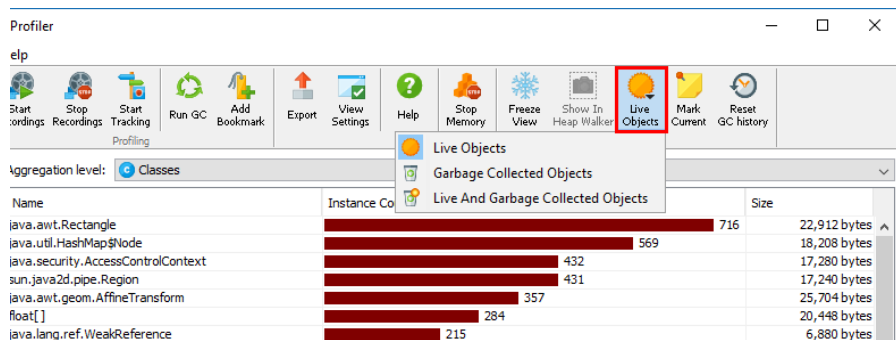 Profiler
elp
Start Stop Start Run GC Add Export View Help Stop Freeze Show In Live Mark Reset
cordings Recordings Tracking Bookmark Settings Memory View Heap Walker Objects Current GC history
Profiling
Live Objects
Garbage Collected Objects
Live And Garbage Collected Objects
Aggregation level: Classes
Name Instance Co Size
java.awt.Rectangle 716 22,912 bytes
java.util.HashMap$Node 569 18,208 bytes
java.security.AccessControlContext 432 17,280 bytes
sun.java2d.pipe.Region 431 17,240 bytes
java.awt.geom.AffineTransform 357 25,704 bytes
float[] 284 20,448 bytes
java.lang.ref.WeakReference 215 6,880 bytes